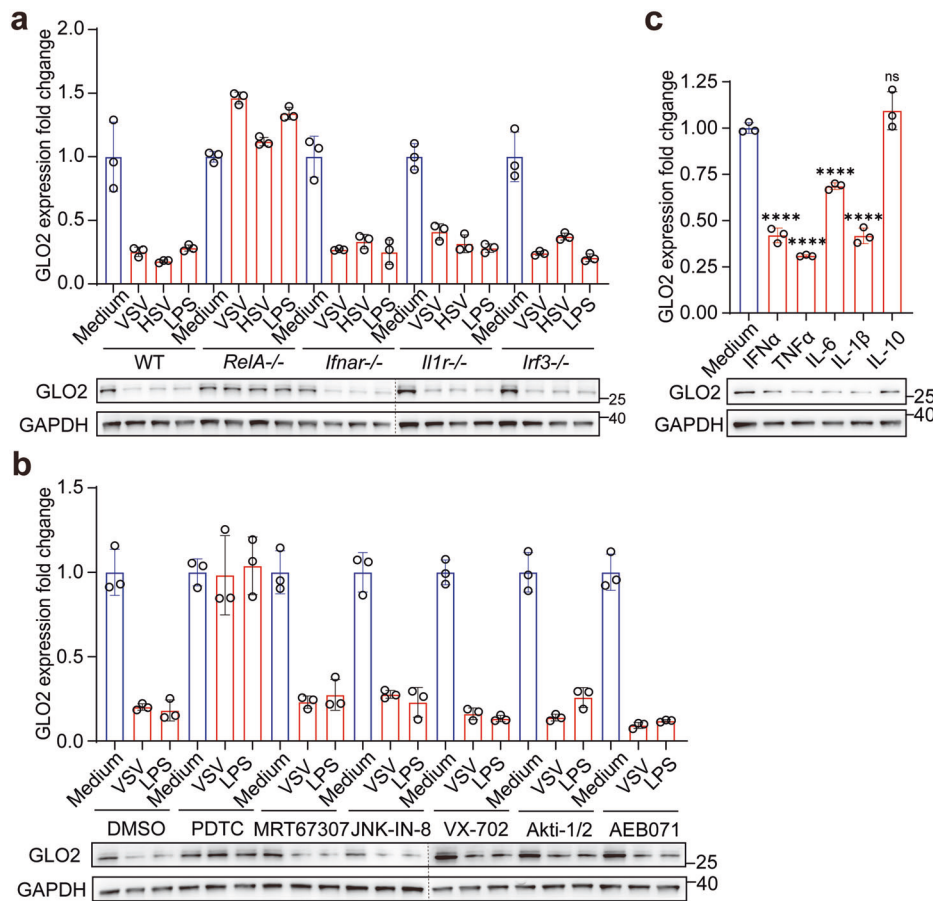 a
GLO2 expression fold chgange
2.0
1.5
1.0
0.5
0.0
Medium VSV HSV LPS Medium VSV HSV LPS Medium VSV HSV LPS Medium VSV HSV LPS Medium VSV HSV LPS
WT RelA-/- Ifnar-/- Il1r-/- Irf3-/-
GLO2 25
GAPDH 40
c
GLO2 expression fold chgange
1.25
1.00
0.75
0.50
0.25
0.00
**** **** **** **** ns
Medium IFNα TNFα IL-6 IL-1β IL-10
GLO2 25
GAPDH 40
b
GLO2 expression fold chgange
1.5
1.0
0.5
0.0
Medium VSV LPS Medium VSV LPS Medium VSV LPS Medium VSV LPS Medium VSV LPS Medium VSV LPS Medium VSV LPS
DMSO PDTC MRT67307 JNK-IN-8 VX-702 Akti-1/2 AEB071
GLO2 25
GAPDH 40